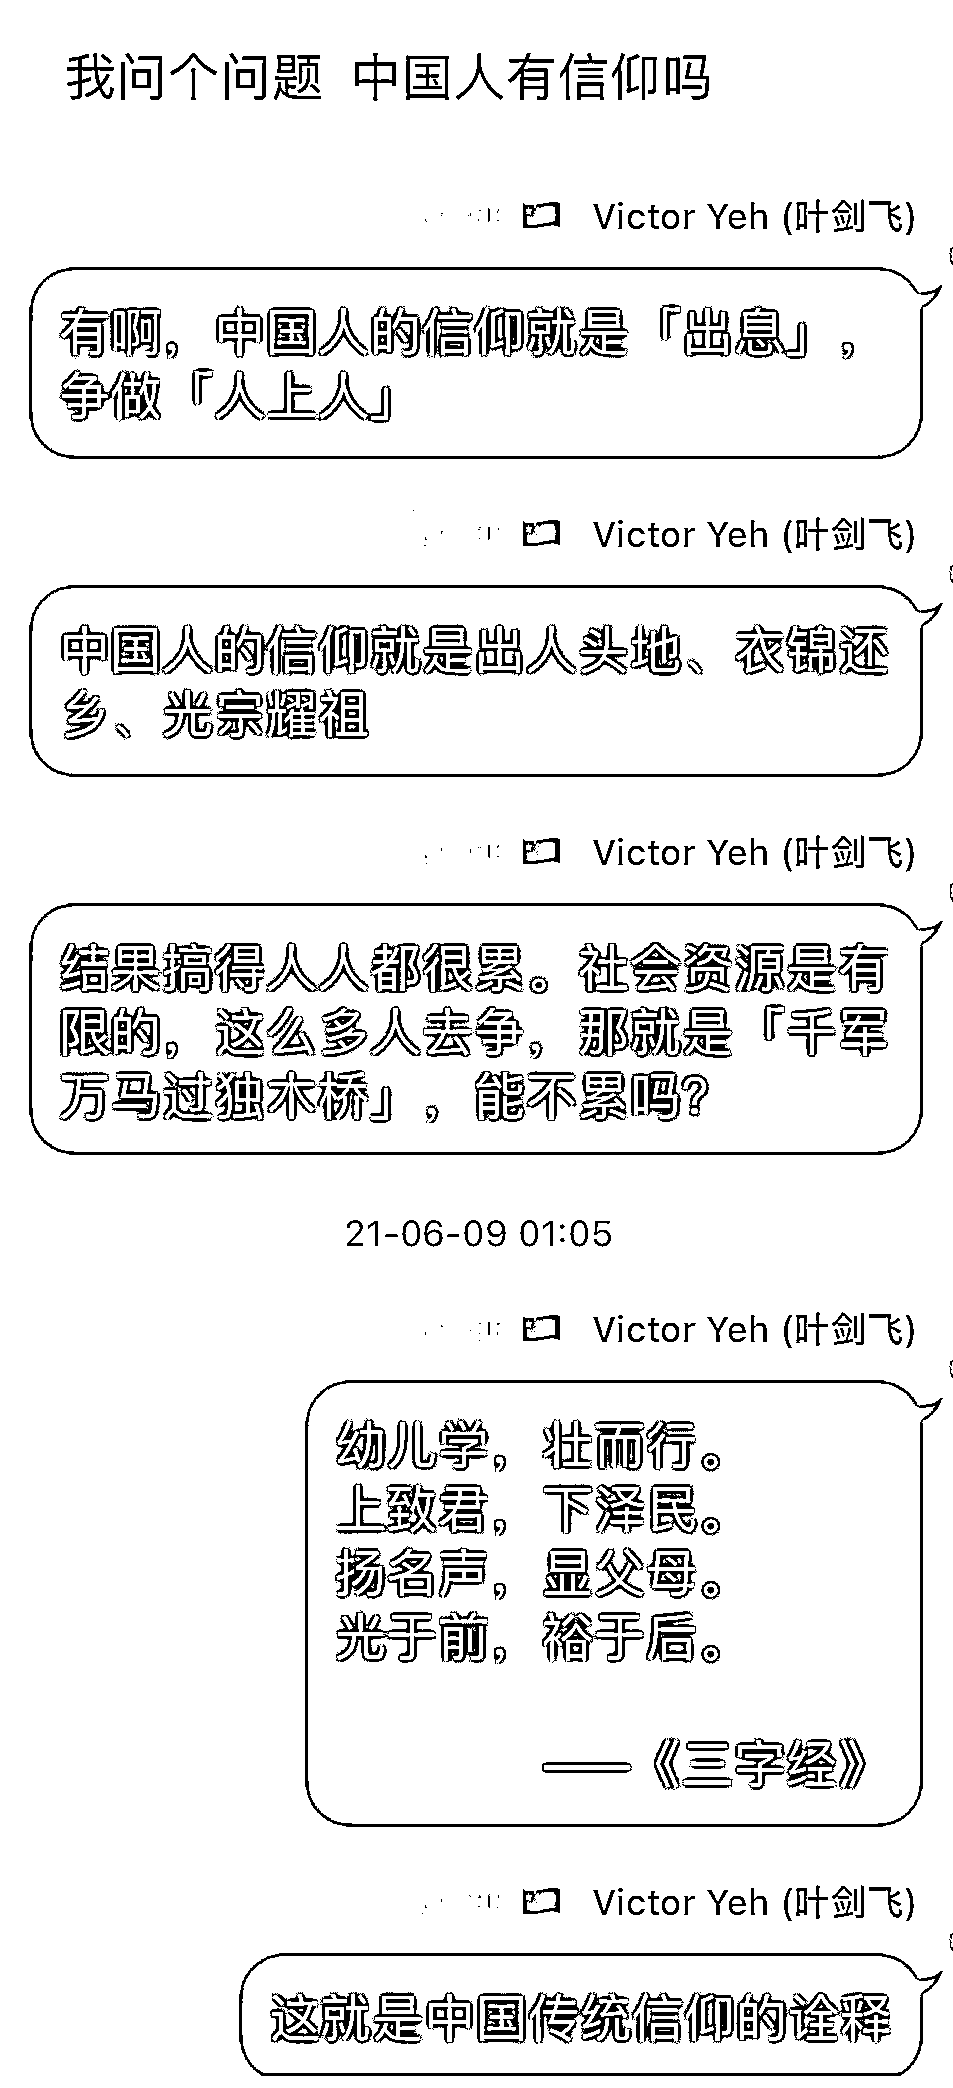 我问个问题 中国人有信仰吗
Victor Yeh (叶剑飞)
有啊，中国人的信仰就是「出息」，
争做「人上人」
Victor Yeh (叶剑飞)
中国人的信仰就是出人头地、衣锦还
乡、光宗耀祖
Victor Yeh (叶剑飞)
结果搞得人人都很累。社会资源是有
限的，这么多人去争，那就是「千军
万马过独木桥」，能不累吗？
21-06-09 01:05
Victor Yeh (叶剑飞)
幼儿学，壮而行。
上致君，下泽民。
扬名声，显父母。
光于前，裕于后。
——《三字经》
Victor Yeh (叶剑飞)
这就是中国传统信仰的诠释